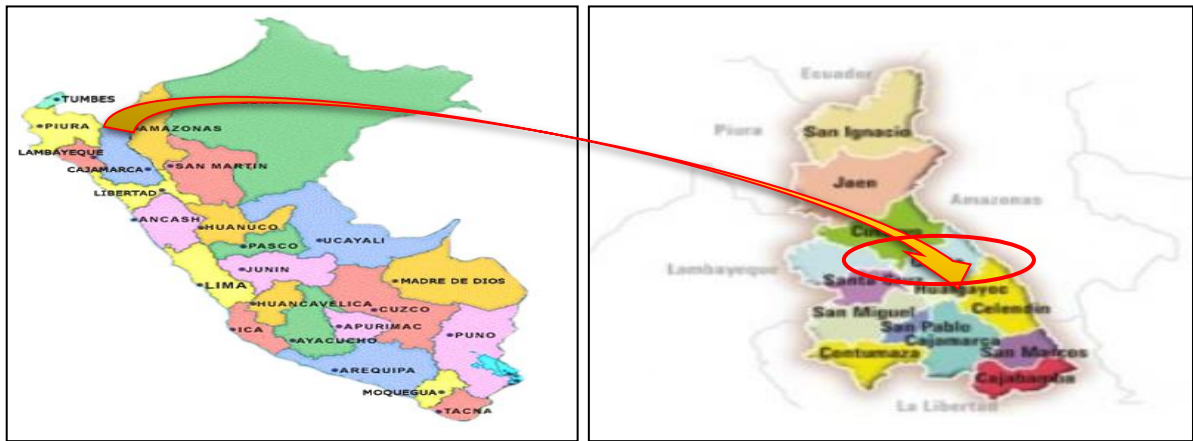 TUMBES
PIURA
AMAZONAS
LAMBAYEQUE
CAJAMARCA
SAN MARTIN
LIBERTAD
ANCASH
HUANUCO
PASCO
UCAYALI
JUNIN
LIMA
MADRE DE DIOS
HUANCAVELICA
CUZCO
ICA
APURIMAC
PUNO
AYACUCHO
AREQUIPA
MOQUEGUA
TACNA
Ecuador
Piura
San Ignacio
Jaen
Amazonas
Lambayeque
Santa
Celendin
San Miguel
San Pablo
Cajamarca
San Marcos
Contumaza
Cajabamba
La Libertad